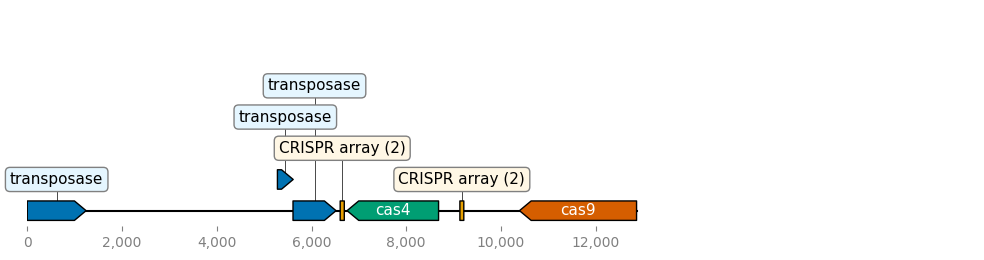 transposase
transposase
CRISPR array (2)
transposase
CRISPR array (2)
cas4
cas9
0
2,000
4,000
6,000
8,000
10,000
12,000